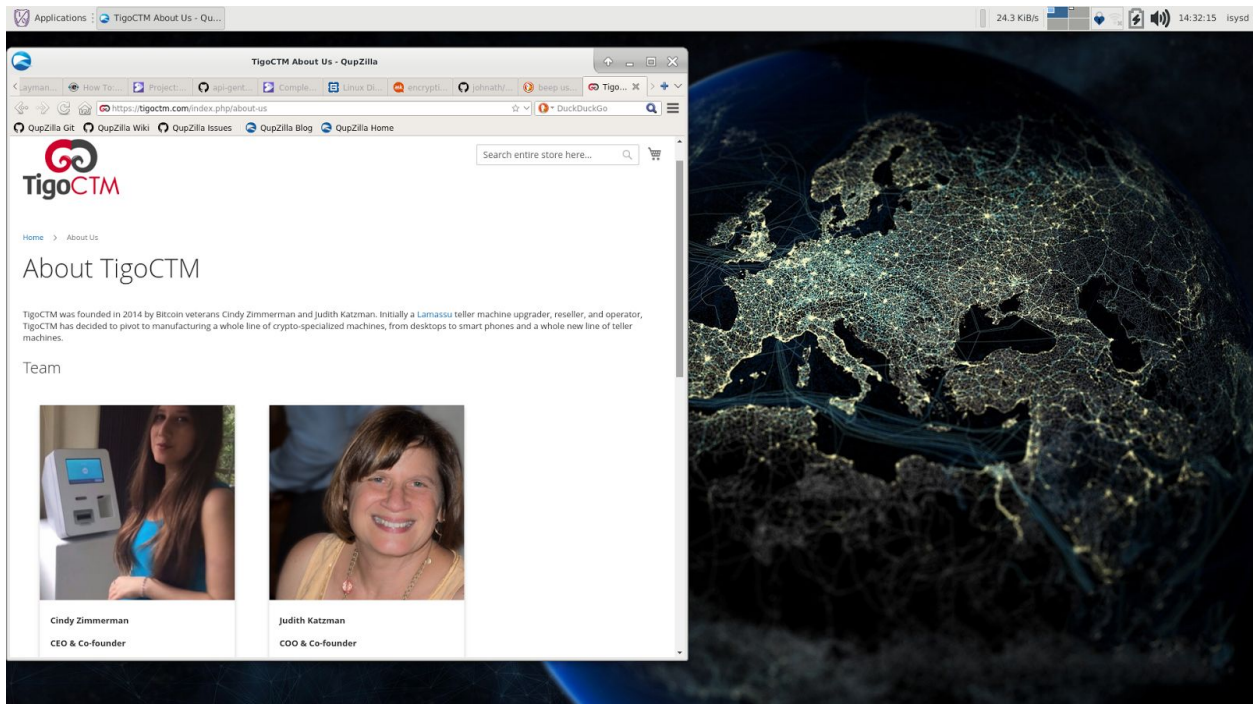 Applications
TigoCTM About Us - Qu...
24.3 KiB/s
14:32:15
isysd
TigoCTM About Us - QupZilla
ayman...
How To:...
Project:...
api-gent...
Comple...
Linux Di...
encrypti...
johnath/...
beep us...
Tigo...
https://tigoctm.com/index.php/about-us
DuckDuckGo
QupZilla Git
QupZilla Wiki
QupZilla Issues
QupZilla Blog
QupZilla Home
TigoCTM
Search entire store here...
Home > About Us
About TigoCTM
TigoCTM was founded in 2014 by Bitcoin veterans Cindy Zimmerman and Judith Katzman. Initially a Lamassu teller machine upgrader, reseller, and operator,
TigoCTM has decided to pivot to manufacturing a whole line of crypto-specialized machines, from desktops to smart phones and a whole new line of teller
machines.
Team
Cindy Zimmerman
Judith Katzman
CEO & Co-founder
COO & Co-founder